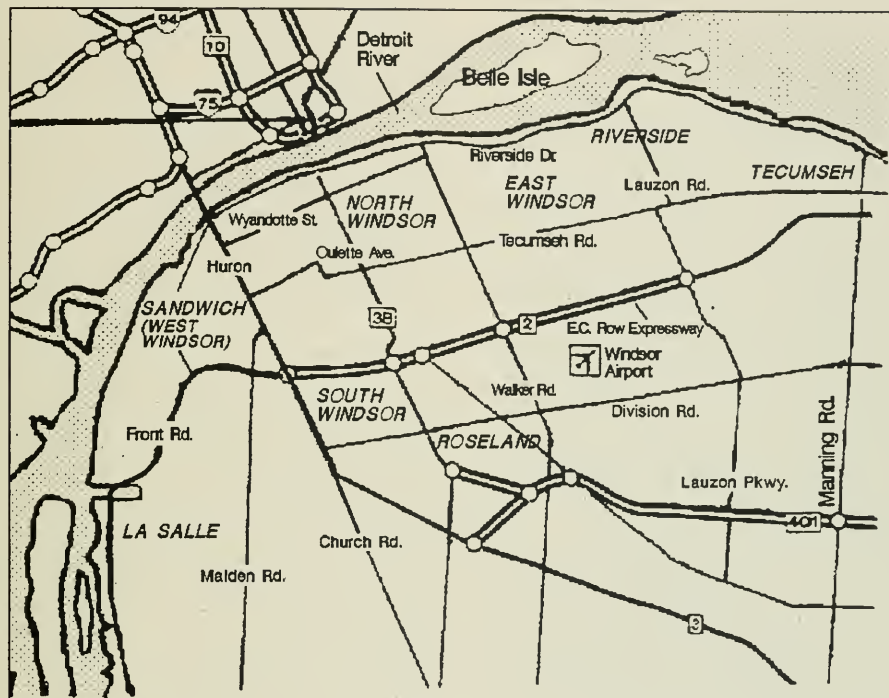 94
10
75
Detroit
River
Belle Isle
RIVERSIDE
Riverside Dr.
TECUMSEH
EAST
WINDSOR
Lauzon Rd.
NORTH
WINDSOR
Wyandotte St.
Tecumseh Rd.
Oulette Ave.
Huron
SANDWICH
(WEST
WINDSOR)
3B
2
E.C. Row Expressway
Windsor
Airport
Walker Rd.
SOUTH
WINDSOR
Division Rd.
Manning Rd.
Front Rd.
ROSELAND
Lauzon Pkwy.
401
LA SALLE
Church Rd.
Malden Rd.
3